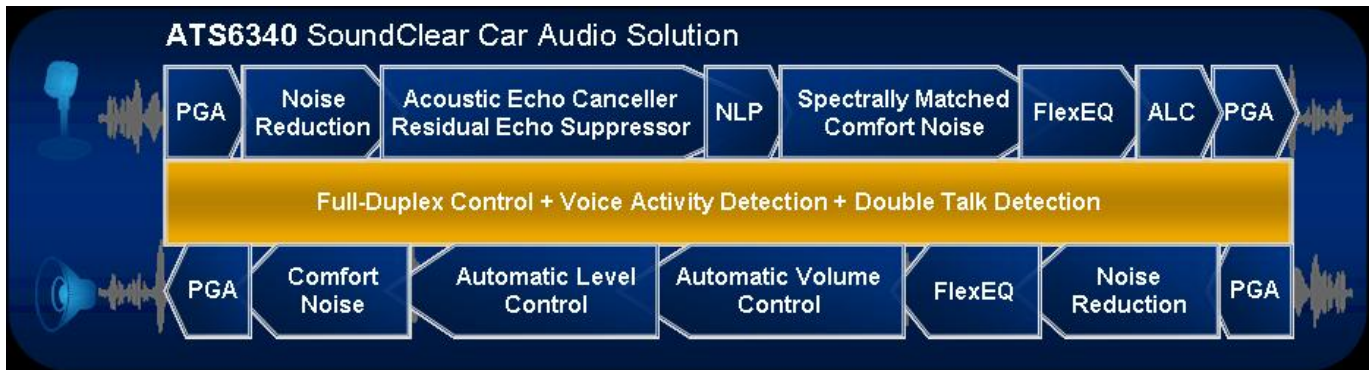 ATS6340 SoundClear Car Audio Solution
PGA
Noise
Reduction
Acoustic Echo Canceller
Residual Echo Suppressor
NLP
Spectrally Matched
Comfort Noise
FlexEQ
ALC
PGA
Full-Duplex Control + Voice Activity Detection + Double Talk Detection
PGA
Comfort
Noise
Automatic Level
Control
Automatic Volume
Control
FlexEQ
Noise
Reduction
PGA